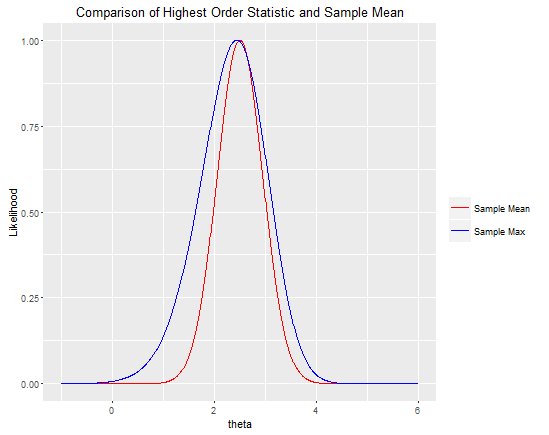 Comparison of Highest Order Statistic and Sample Mean
1.00
0.75
0.50
0.25
0.00
Likelihood
0
2
4
6
theta
Sample Mean
Sample Max